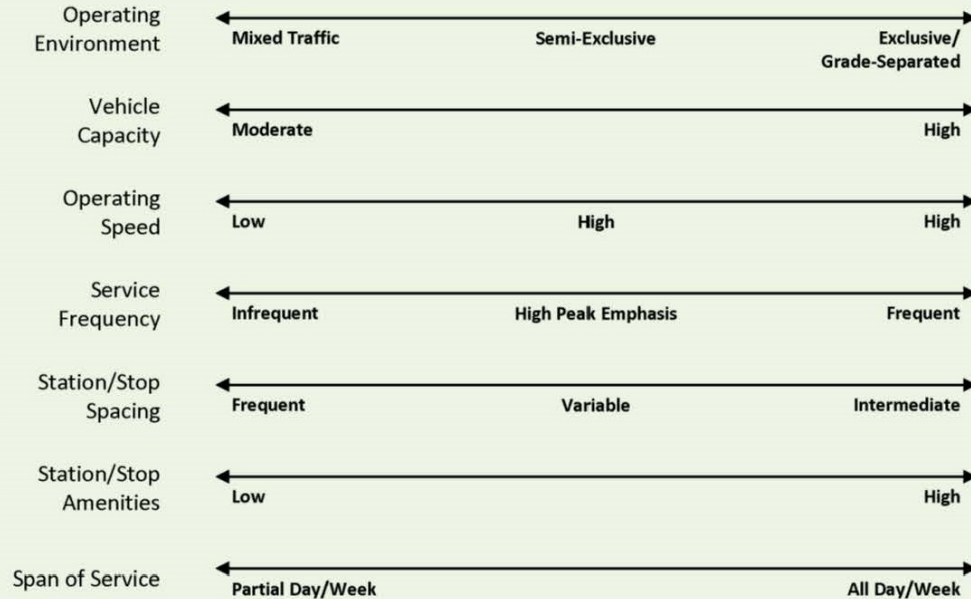 Operating
Environment
Mixed Traffic
Semi-Exclusive
Exclusive/
Grade-Separated
Vehicle
Capacity
Moderate
High
Operating
Speed
Low
High
High
Service
Frequency
Infrequent
High Peak Emphasis
Frequent
Station/Stop
Spacing
Frequent
Variable
Intermediate
Station/Stop
Amenities
Low
High
Span of Service
Partial Day/Week
All Day/Week